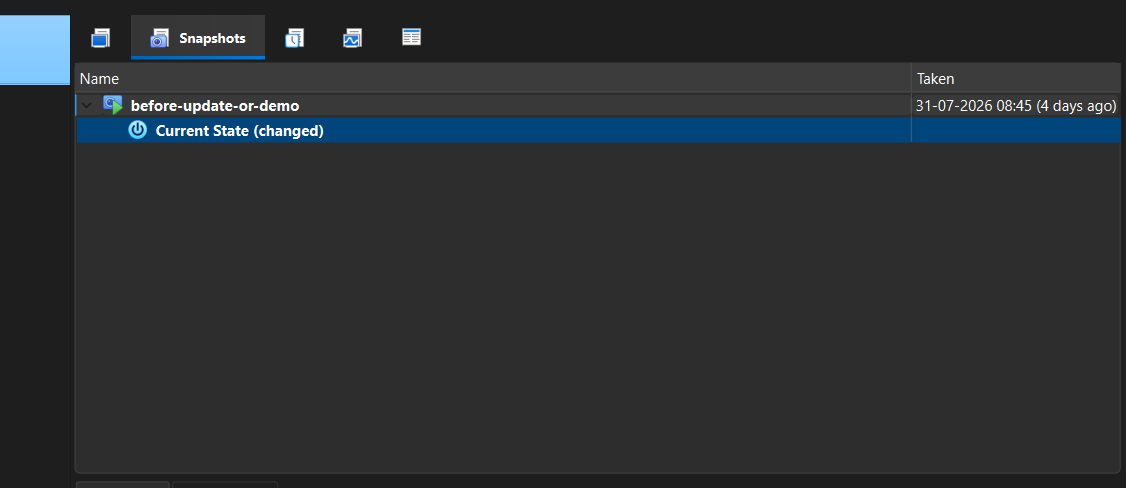 Snapshots
Name Taken
before-update-or-demo 31-07-2026 08:45 (4 days ago)
Current State (changed)